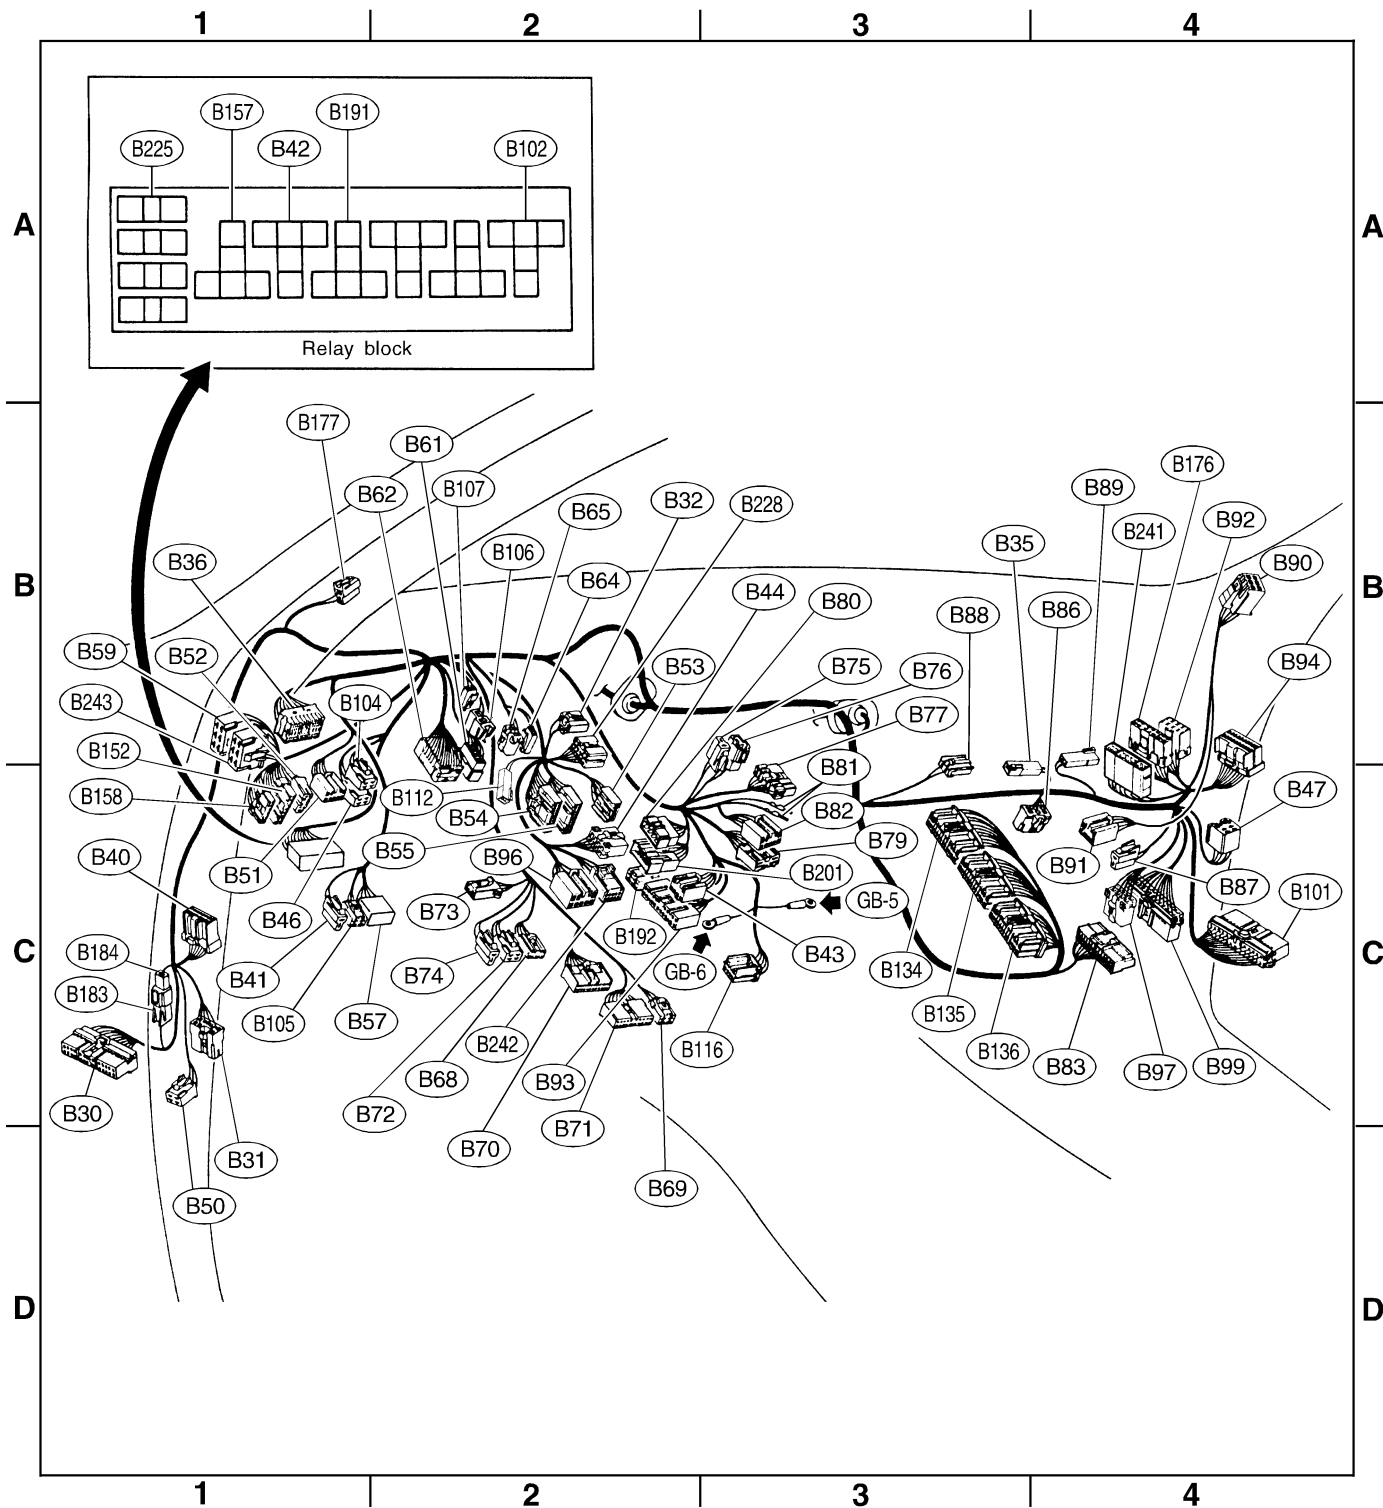 1 2 3 4
B157 B191
B225 B42 B102
A A
Relay block
B177
B61
B176
B62 B107 B32 B228 B89
B65 B241 B92
B36 B106 B35 B90
B B
B64 B44 B80 B88 B86
B59 B52 B53 B75 B76 B94
B243 B104 B77
B152 B81
B158 B112 B82 B47
B54
B40 B55 B96 B79 B91
B51 B201 B87 B101
B46 B73 B192 GB-5
C C
B184 B41 B74 GB-6 B43 B134
B183 B105 B57 B135
B242 B116 B136 B83 B97 B99
B68 B93
B30 B72 B71
B31 B70
B50 B69
D D
1 2 3 4